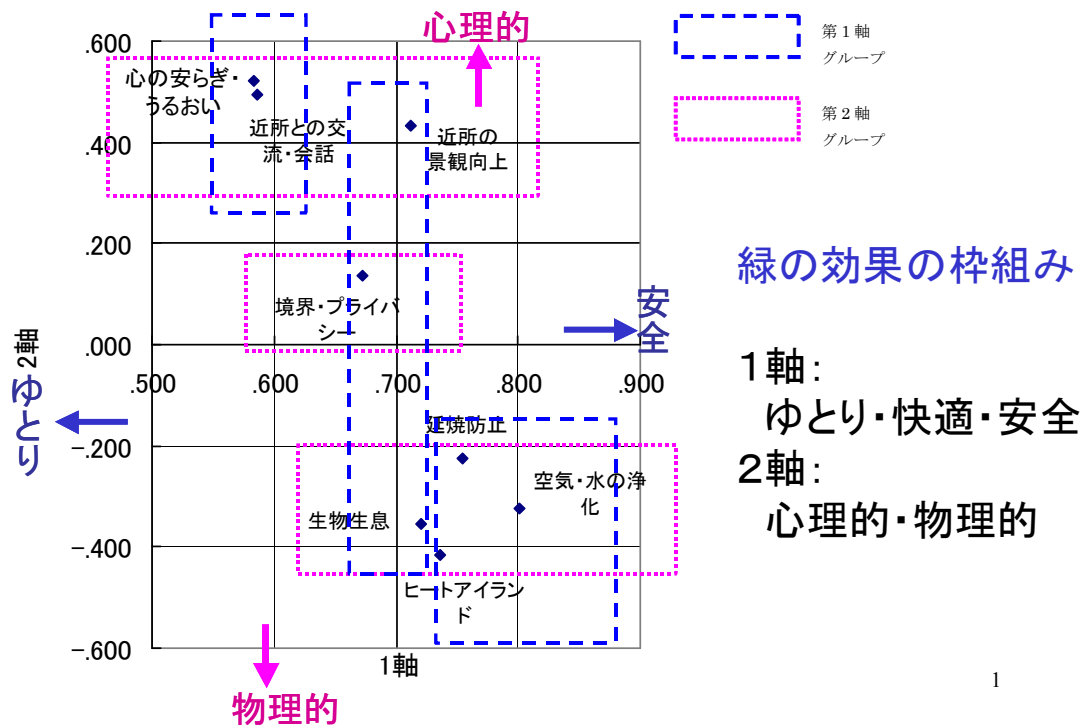 心理的
第１軸
グループ
第２軸
グループ
.600
.400
.200
.000
-.200
-.400
-.600
.500
.600
.700
.800
.900
心の安らぎ・
うるおい
近所との交
流・会話
近所の
景観向上
境界・プライバ
シー
延焼防止
空気・水の浄
化
生物生息
ヒートアイラン
ド
安全
2軸
ゆとり
1軸
物理的
緑の効果の枠組み
１軸：
ゆとり・快適・安全
２軸：
心理的・物理的
1